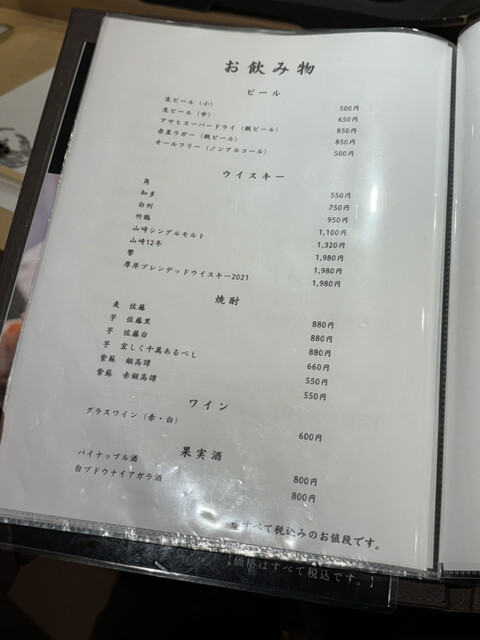 お飲み物
ビール
生ビール（小） 500円
生ビール（中） 650円
アサヒスーパードライ（瓶ビール） 850円
赤星ラガー（瓶ビール） 850円
オールフリー（ノンアルコール） 500円
ウイスキー
角 550円
知多 750円
白州 950円
竹鶴 1,100円
山崎シングルモルト 1,320円
山崎12年 1,980円
響 1,980円
厚岸ブレンデッドウイスキー2021 1,980円
焼酎
麦 佐藤 880円
芋 佐藤黒 880円
芋 佐藤白 880円
芋 宜しく千萬あるべし 660円
紫蘇 鍛高譚 550円
紫蘇 赤鍛高譚 550円
ワイン
グラスワイン（赤・白） 600円
果実酒
パイナップル酒 800円
白ブドウナイアガラ酒 800円
※すべて税込みのお値段です。
【価格はすべて税込です。】